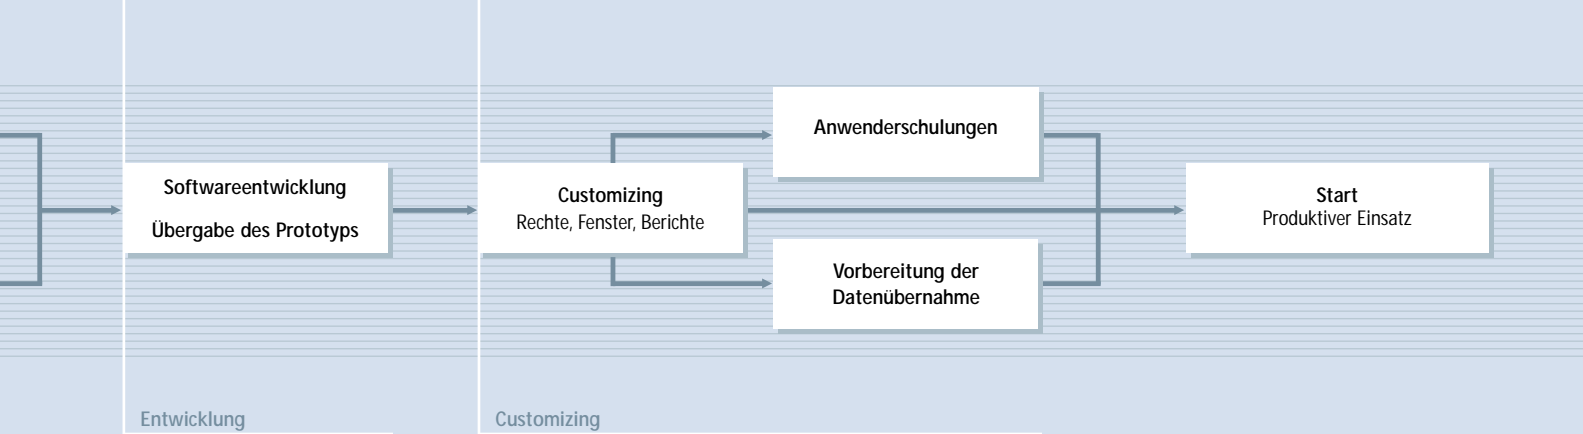 Softwareentwicklung
Übergabe des Prototyps
Customizing
Rechte, Fenster, Berichte
Anwenderschulungen
Vorbereitung der
Datenübernahme
Start
Produktiver Einsatz
Entwicklung
Customizing